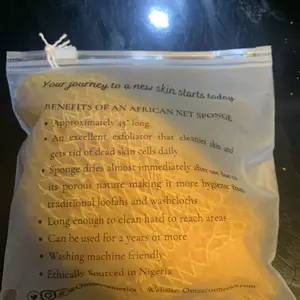 Your journey to a new skin starts today
BENEFITS OF AN AFRICAN NET SPONGE
• Approximately 45" long
• An excellent exfoliator that cleanses skin and
gets rid of dead skin cells daily
• Sponge dries almost immediately after use due to
its porous nature making it more hygienic than
traditional loofahs and washcloths
• Long enough to clean hard to reach areas
• Can be used for 2 years or more
• Washing machine friendly
• Ethically Sourced in Nigeria
Website: